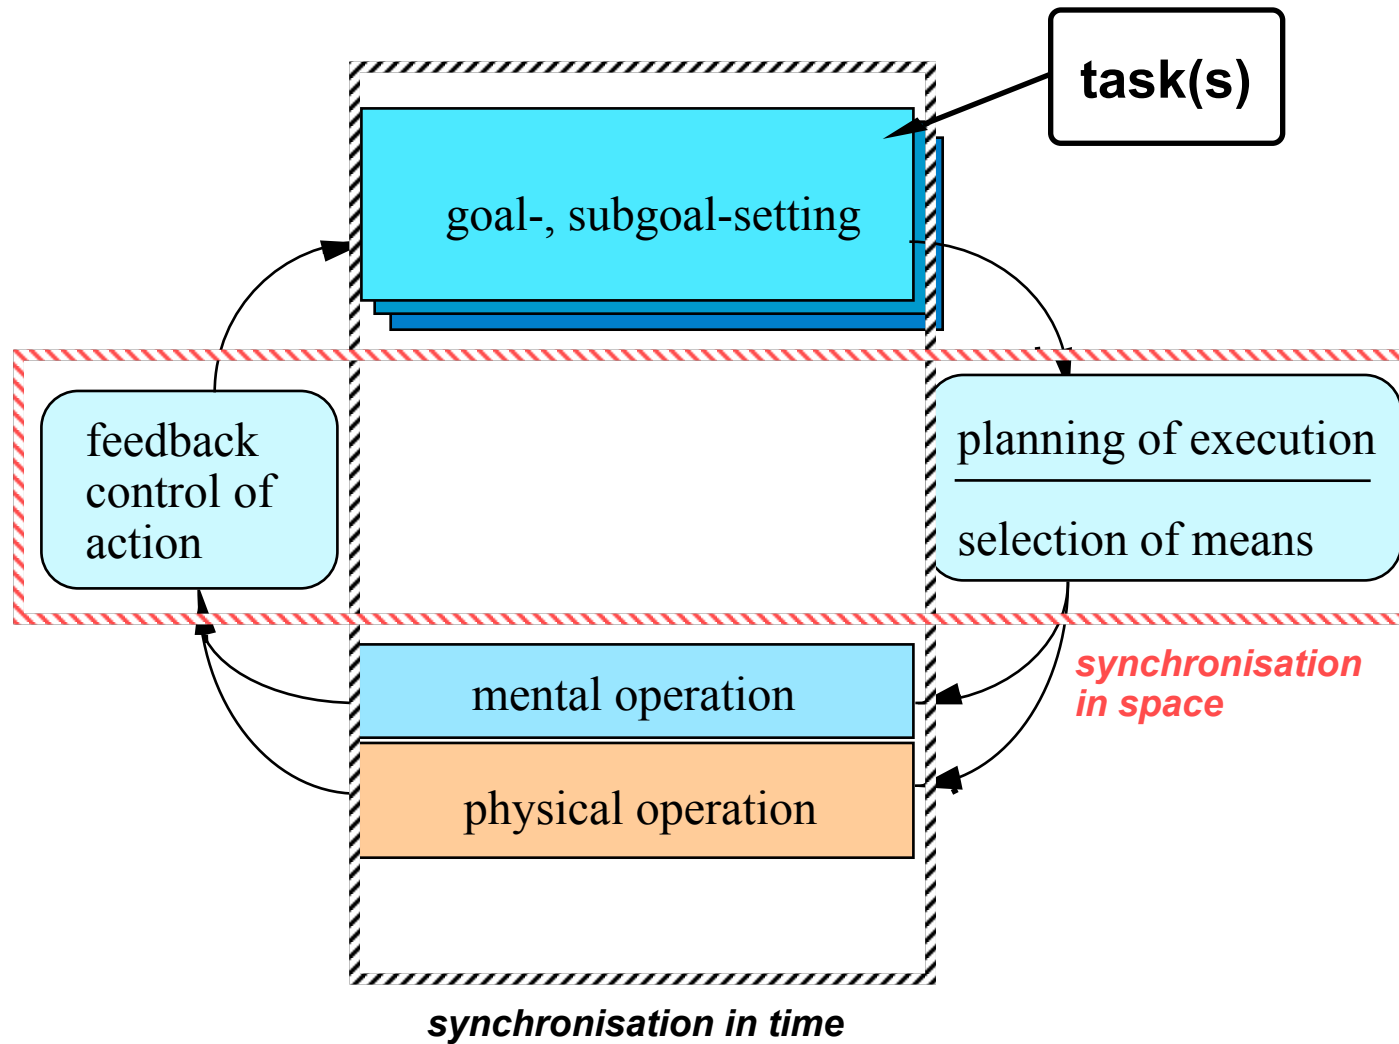 task(s)
goal-, subgoal-setting
feedback
control of
action
planning of execution
selection of means
mental operation
synchronisation
in space
physical operation
synchronisation in time